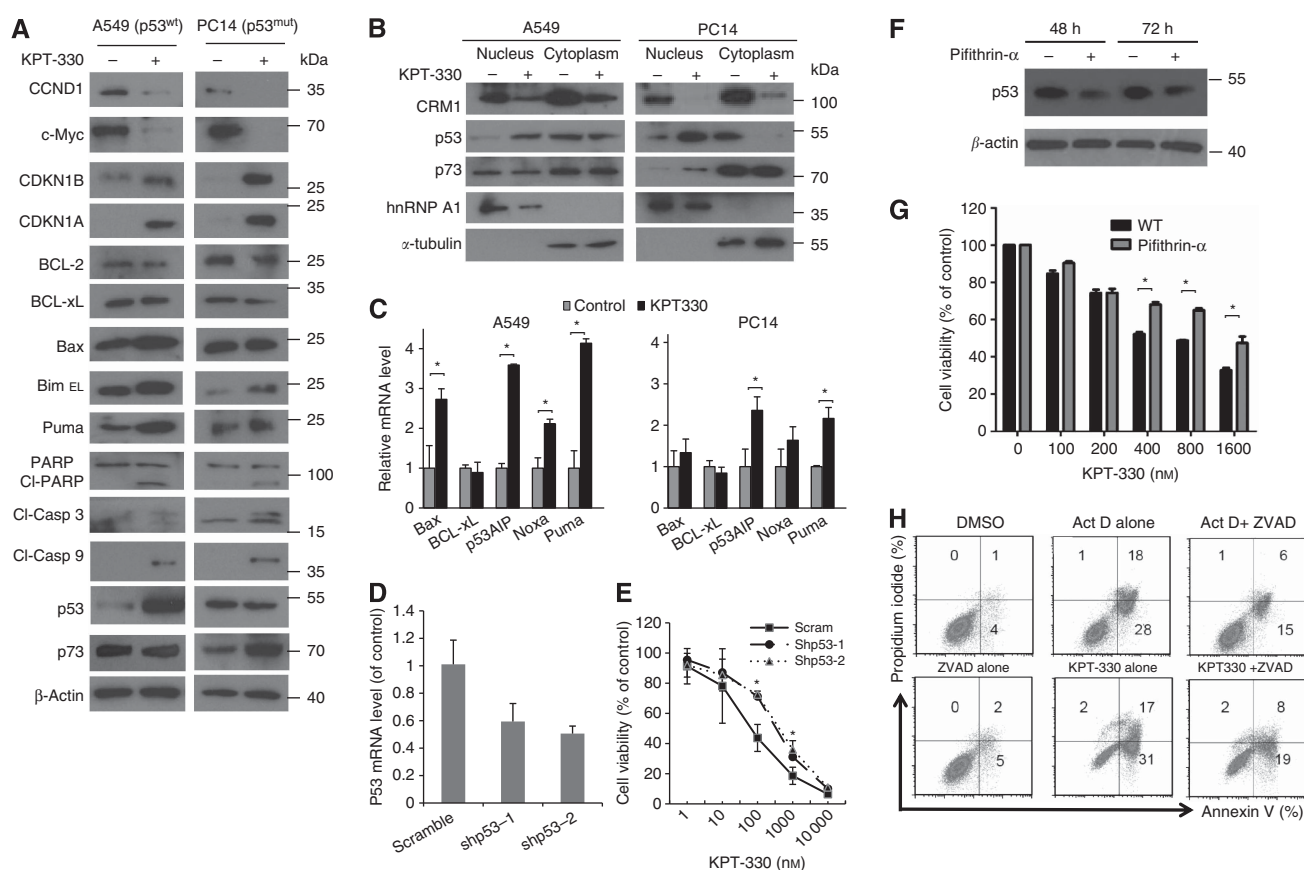 A
A549 (p53wt) PC14 (p53mut)
KPT-330 – + – + kDa
CCND1 35
c-Myc 70
CDKN1B 25
CDKN1A 25
BCL-2 25
BCL-xL 35
Bax 25
Bim EL 25
Puma 25
PARP
Cl-PARP 100
Cl-Casp 3 15
Cl-Casp 9 35
p53 55
p73 70
β-Actin 40
B
A549 PC14
Nucleus Cytoplasm Nucleus Cytoplasm
KPT-330 – + – + – + – + kDa
CRM1 100
p53 55
p73 70
hnRNP A1 35
α-tubulin 55
C
Control KPT330
A549 PC14
Relative mRNA level
4
3
2
1
0
* * * *
Bax BCL-xL p53AIP Noxa Puma
4
3
2
1
0
* *
Bax BCL-xL p53AIP Noxa Puma
D
P53 mRNA level (of control)
1.4
1.2
1
0.8
0.6
0.4
0.2
0
Scramble shp53–1 shp53–2
E
Cell viability (% of control)
120
100
80
60
40
20
0
Scram
Shp53-1
Shp53-2
* *
1 10 100 1000 10 000
KPT-330 (nM)
F
48 h 72 h
Pifithrin-α – + – +
p53 55
β-actin 40
G
Cell viability (% of control)
120
100
80
60
40
20
0
WT
Pifithrin-α
* * *
0 100 200 400 800 1600
KPT-330 (nM)
H
Propidium iodide (%)
DMSO Act D alone Act D+ ZVAD
0 1 1 18 1 6
4 28 15
ZVAD alone KPT-330 alone KPT330 +ZVAD
0 2 2 17 2 8
5 31 19
Annexin V (%)